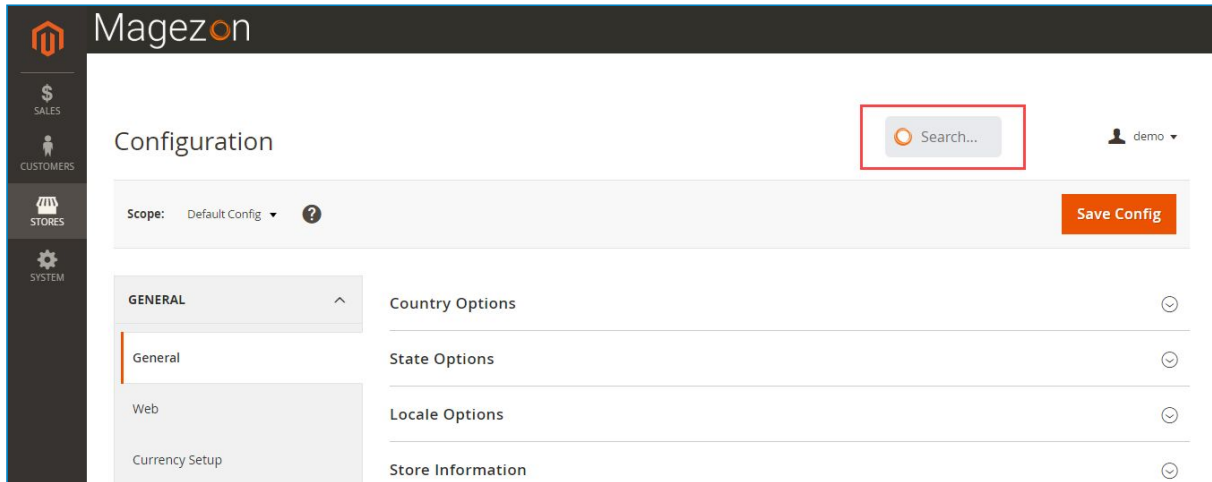 Magezon
$
SALES
CUSTOMERS
STORES
SYSTEM
Configuration
Search...
demo
Scope: Default Config ?
Save Config
GENERAL
General
Web
Currency Setup
Country Options
State Options
Locale Options
Store Information